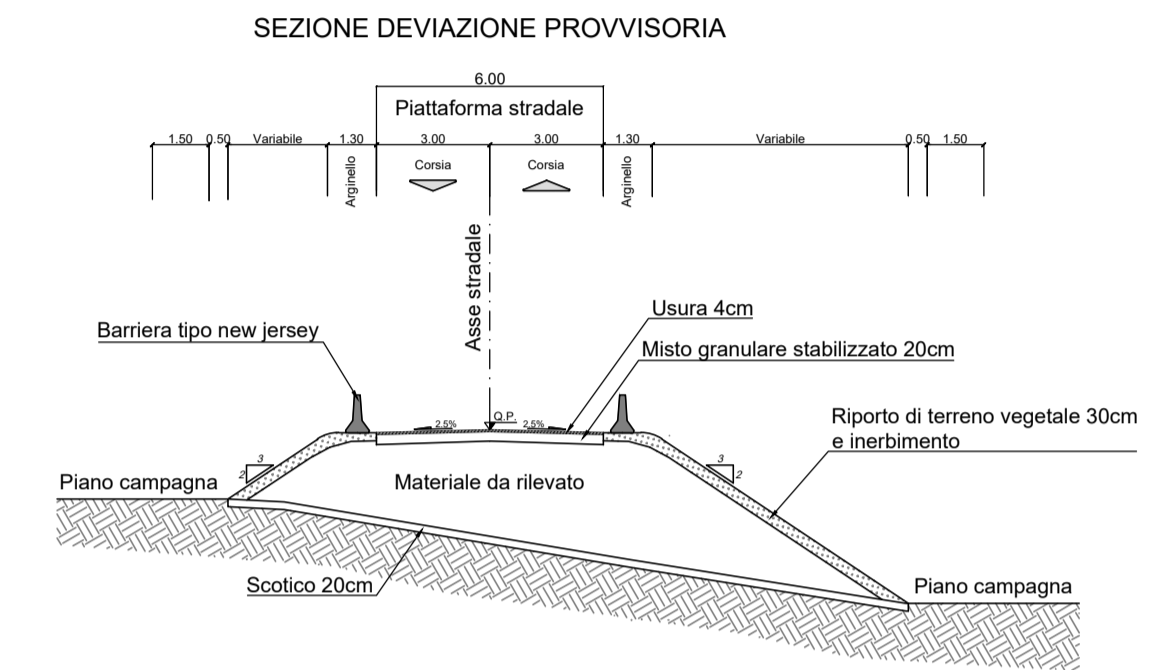 SEZIONE DEVIAZIONE PROVVISORIA
6.00
Piattaforma stradale
1.50 0.50 Variabile 1.30 3.00 3.00 1.30 Variabile 0.50 1.50
Arginello
Corsia
Corsia
Arginello
Asse stradale
Usura 4cm
Barriera tipo new jersey
Misto granulare stabilizzato 20cm
Q.P.
2.5%
2.5%
Riporto di terreno vegetale 30cm
e inerbimento
3
2
3
2
Piano campagna
Materiale da rilevato
Scotico 20cm
Piano campagna